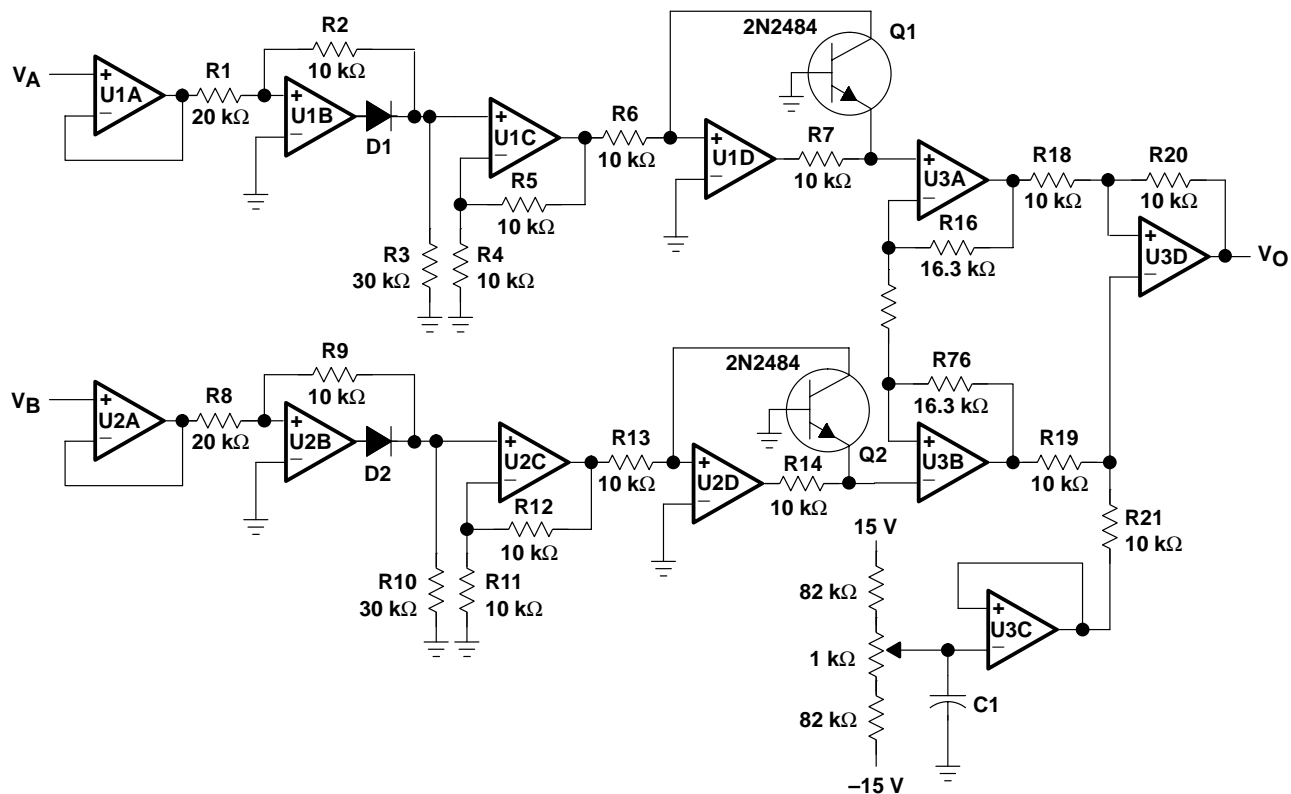 2N2484
Q1
R2
10 kΩ
VA
+
−
U1A
R1
20 kΩ
+
−
U1B
D1
+
−
U1C
R6
10 kΩ
+
−
U1D
R7
10 kΩ
R5
10 kΩ
R3
30 kΩ
R4
10 kΩ
+
−
U3A
R18
10 kΩ
R20
10 kΩ
R16
16.3 kΩ
+
−
U3D
VO
R9
10 kΩ
VB
+
−
U2A
R8
20 kΩ
+
−
U2B
D2
+
−
U2C
R13
10 kΩ
2N2484
Q2
+
−
U2D
R14
10 kΩ
R12
10 kΩ
R10
30 kΩ
R11
10 kΩ
R76
16.3 kΩ
+
−
U3B
R19
10 kΩ
R21
10 kΩ
15 V
82 kΩ
1 kΩ
82 kΩ
–15 V
+
−
U3C
C1